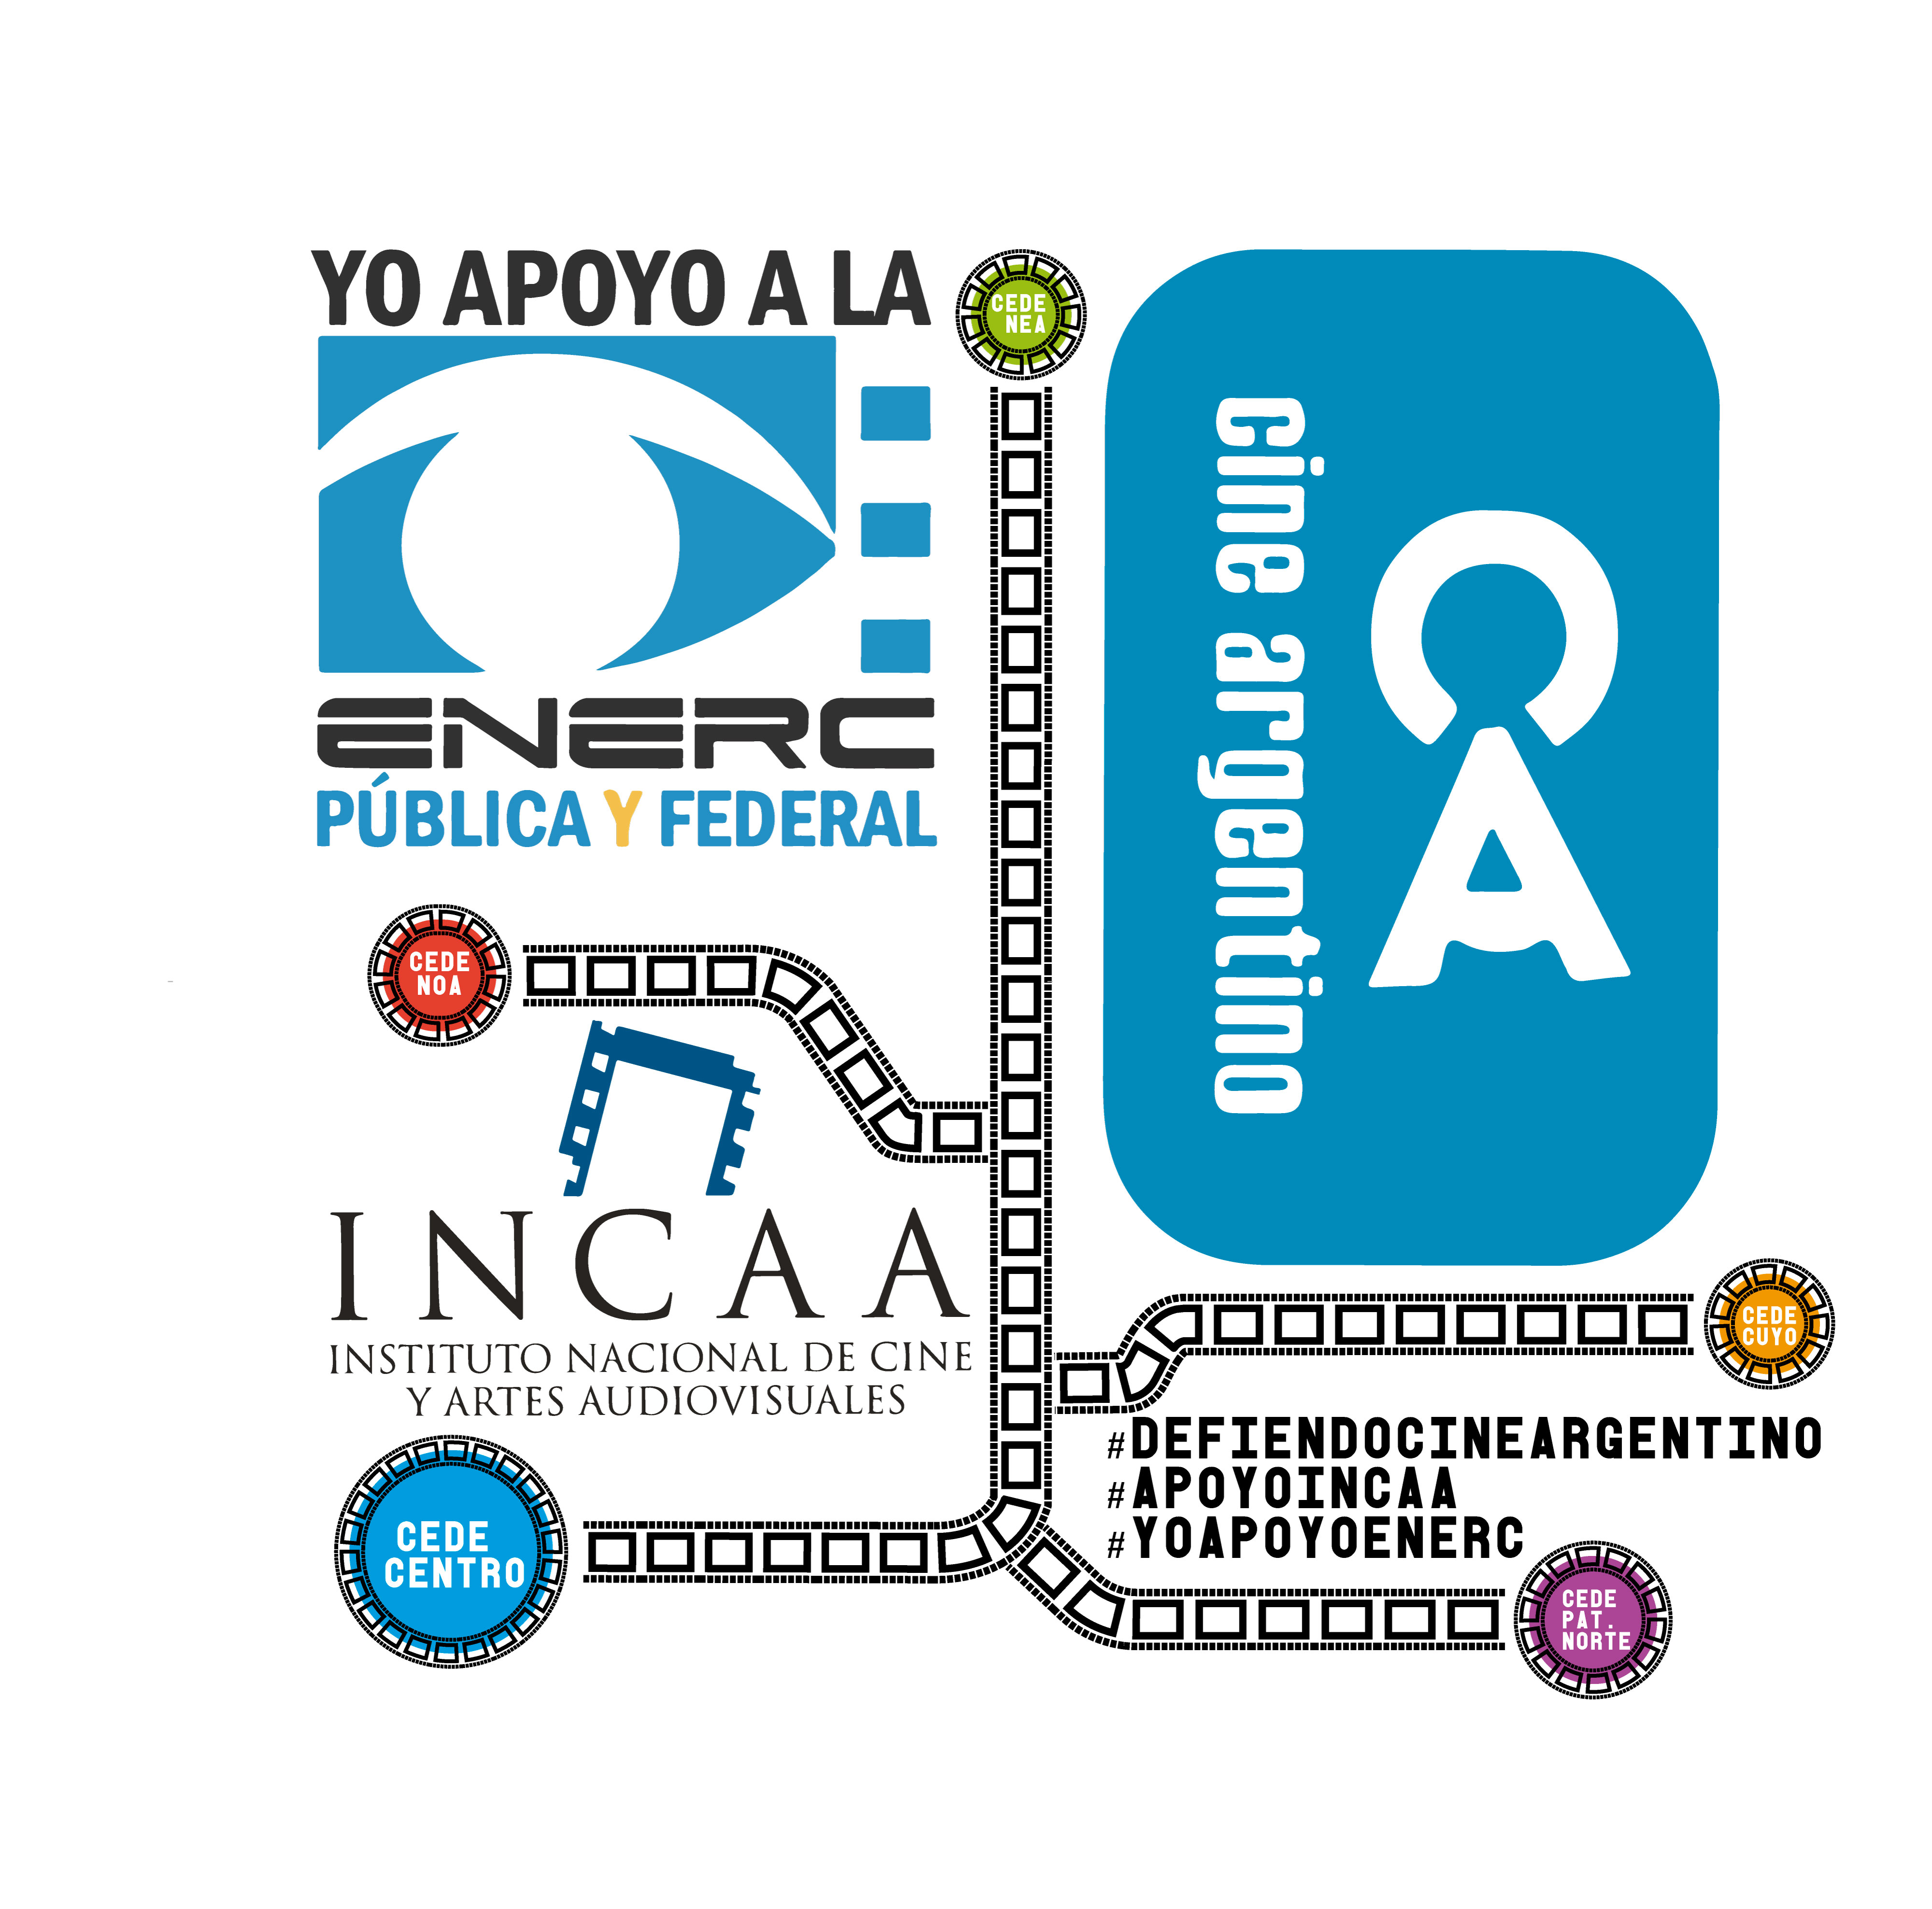 YO APOYO A LA
ENERC
PÚBLICA Y FEDERAL
CEDE
NEA
cine argentino
CA
CEDE
NOA
INCAA
INSTITUTO NACIONAL DE CINE
Y ARTES AUDIOVISUALES
CEDE
CUYO
#DEFIENDOCINEARGENTINO
#APOYOINCAA
#YOAPOYOENERC
CEDE
CENTRO
CEDE
PAT.
NORTE